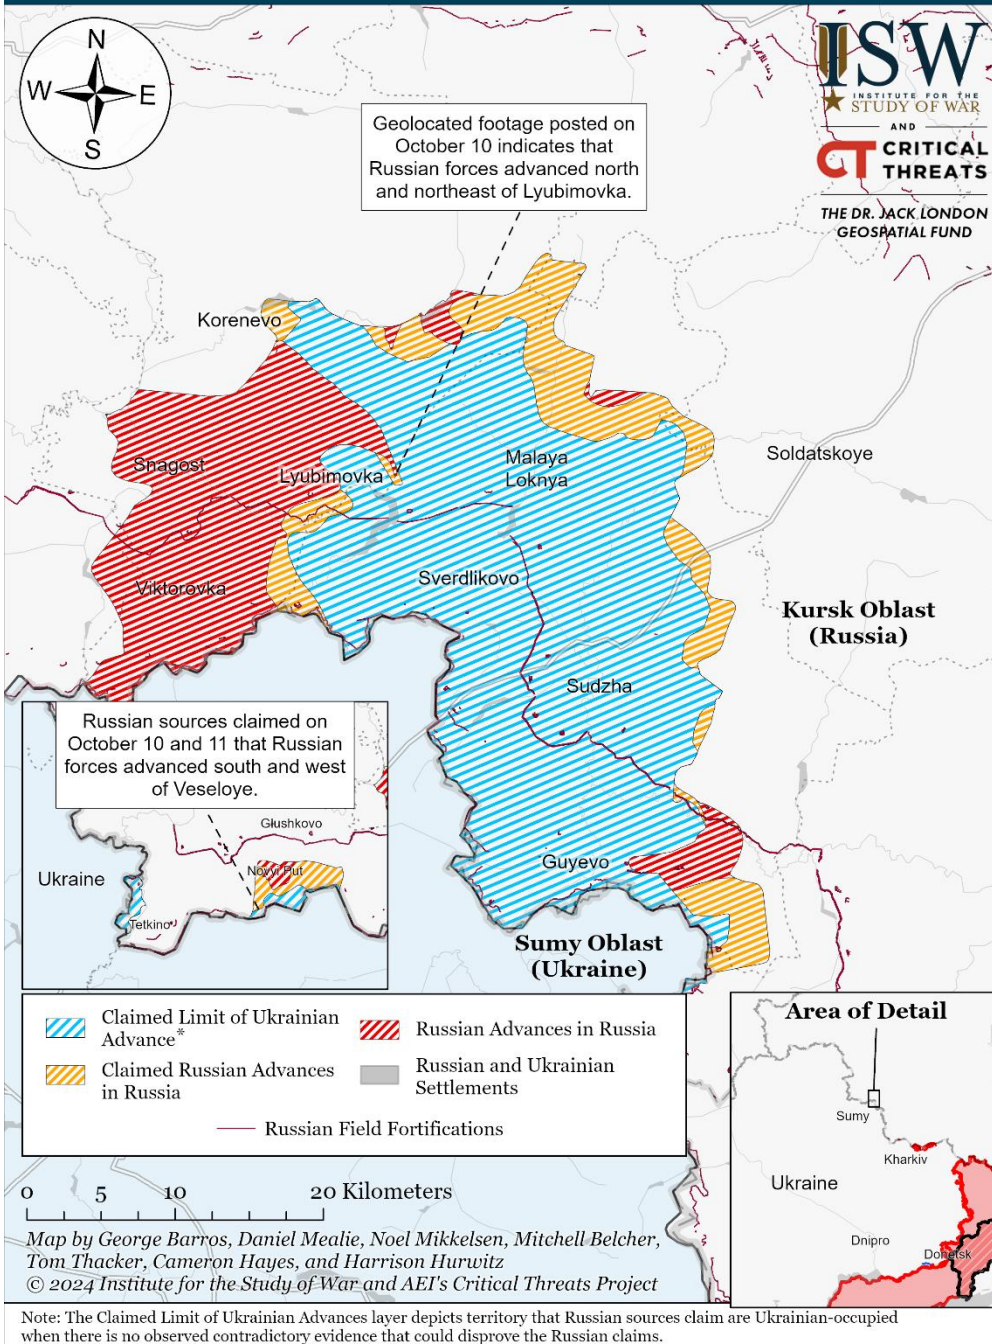 N
W
E
S
ISW
INSTITUTE FOR THE
STUDY OF WAR
AND
CT CRITICAL
THREATS
THE DR. JACK LONDON
GEOSPATIAL FUND
Geolocated footage posted on
October 10 indicates that
Russian forces advanced north
and northeast of Lyubimovka.
Korenevo
Snagost
Lyubimovka
Malaya
Loknya
Soldatskoye
Viktorovka
Sverdlikovo
Kursk Oblast
(Russia)
Sudzha
Guyevo
Sumy Oblast
(Ukraine)
Russian sources claimed on
October 10 and 11 that Russian
forces advanced south and west
of Veseloye.
Glushkovo
Ukraine
Novyi Put
Tetkino
Claimed Limit of Ukrainian
Advance*
Russian Advances in Russia
Claimed Russian Advances
in Russia
Russian and Ukrainian
Settlements
Russian Field Fortifications
Area of Detail
Sumy
Kharkiv
Ukraine
Dnipro
Donetsk
0 5 10 20 Kilometers
Map by George Barros, Daniel Mealie, Noel Mikkelsen, Mitchell Belcher,
Tom Thacker, Cameron Hayes, and Harrison Hurwitz
© 2024 Institute for the Study of War and AEI's Critical Threats Project
Note: The Claimed Limit of Ukrainian Advances layer depicts territory that Russian sources claim are Ukrainian-occupied
when there is no observed contradictory evidence that could disprove the Russian claims.